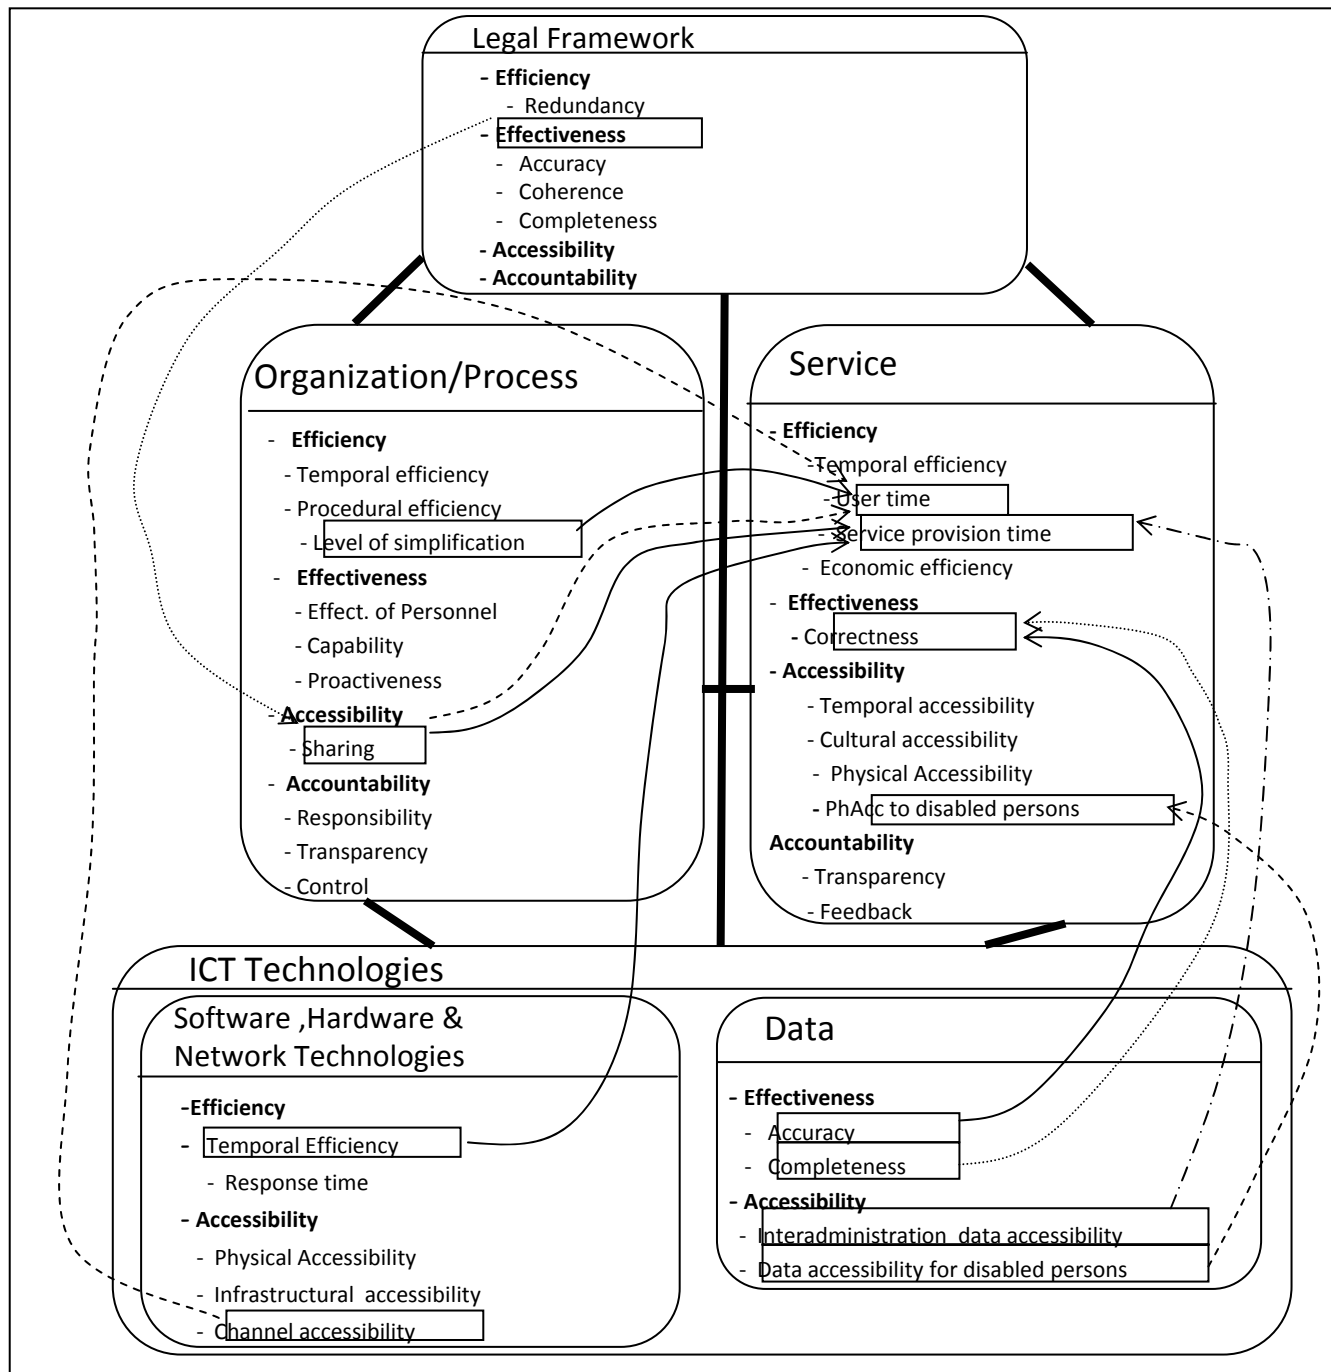 Legal Framework
- Efficiency
- Redundancy
- Effectiveness
- Accuracy
- Coherence
- Completeness
- Accessibility
- Accountability
Organization/Process
- Efficiency
- Temporal efficiency
- Procedural efficiency
- Level of simplification
- Effectiveness
- Effect. of Personnel
- Capability
- Proactiveness
- Accessibility
- Sharing
- Accountability
- Responsibility
- Transparency
- Control
Service
- Efficiency
-Temporal efficiency
- User time
- Service provision time
- Economic efficiency
- Effectiveness
- Correctness
- Accessibility
- Temporal accessibility
- Cultural accessibility
- Physical Accessibility
- PhAcc to disabled persons
Accountability
- Transparency
- Feedback
ICT Technologies
Software ,Hardware &
Network Technologies
-Efficiency
- Temporal Efficiency
- Response time
- Accessibility
- Physical Accessibility
- Infrastructural accessibility
- Channel accessibility
Data
- Effectiveness
- Accuracy
- Completeness
- Accessibility
- Interadministration data accessibility
- Data accessibility for disabled persons